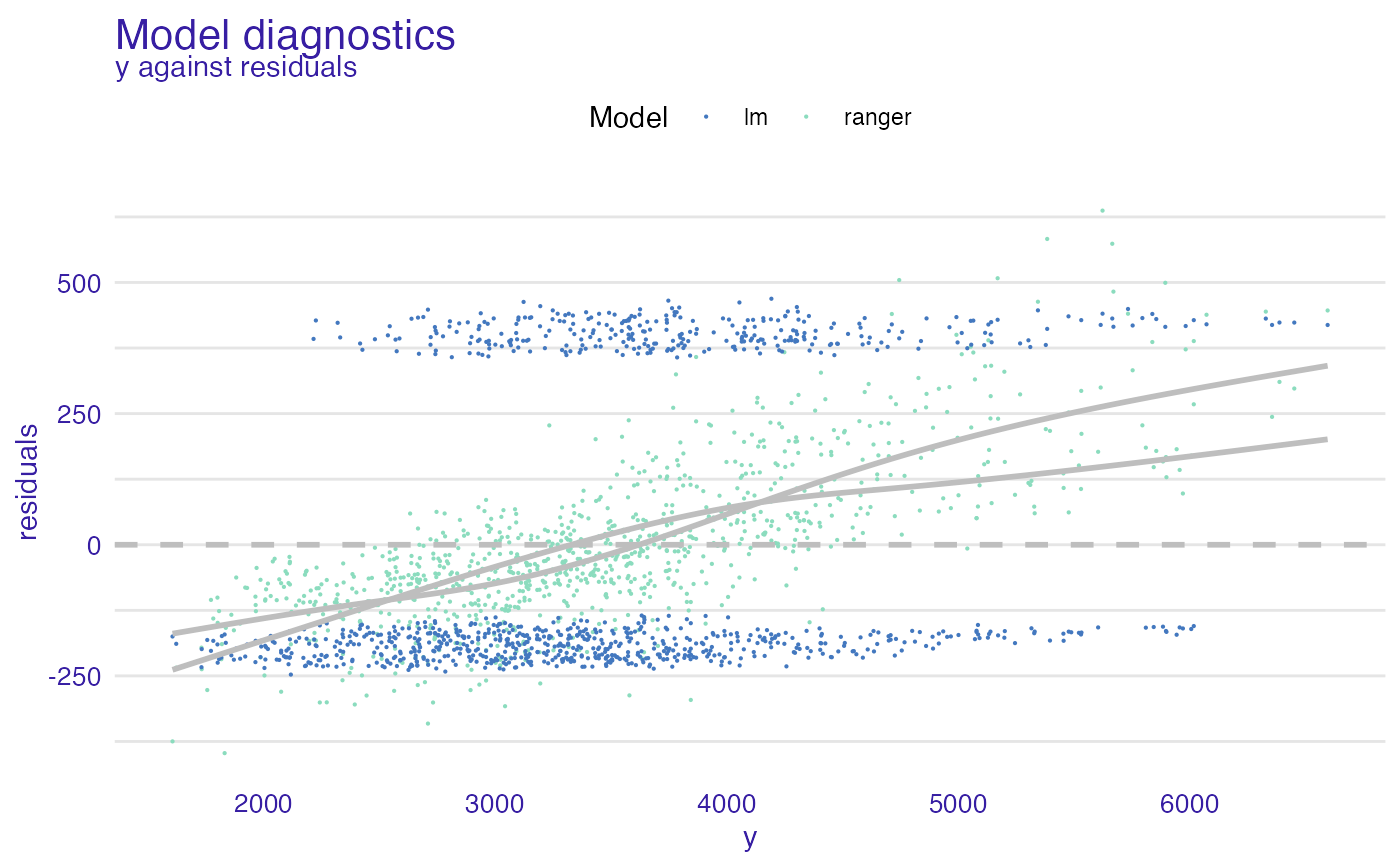 Model diagnostics
y against residuals
Model lm ranger
residuals
500
250
0
-250
2000 3000 4000 5000 6000
y